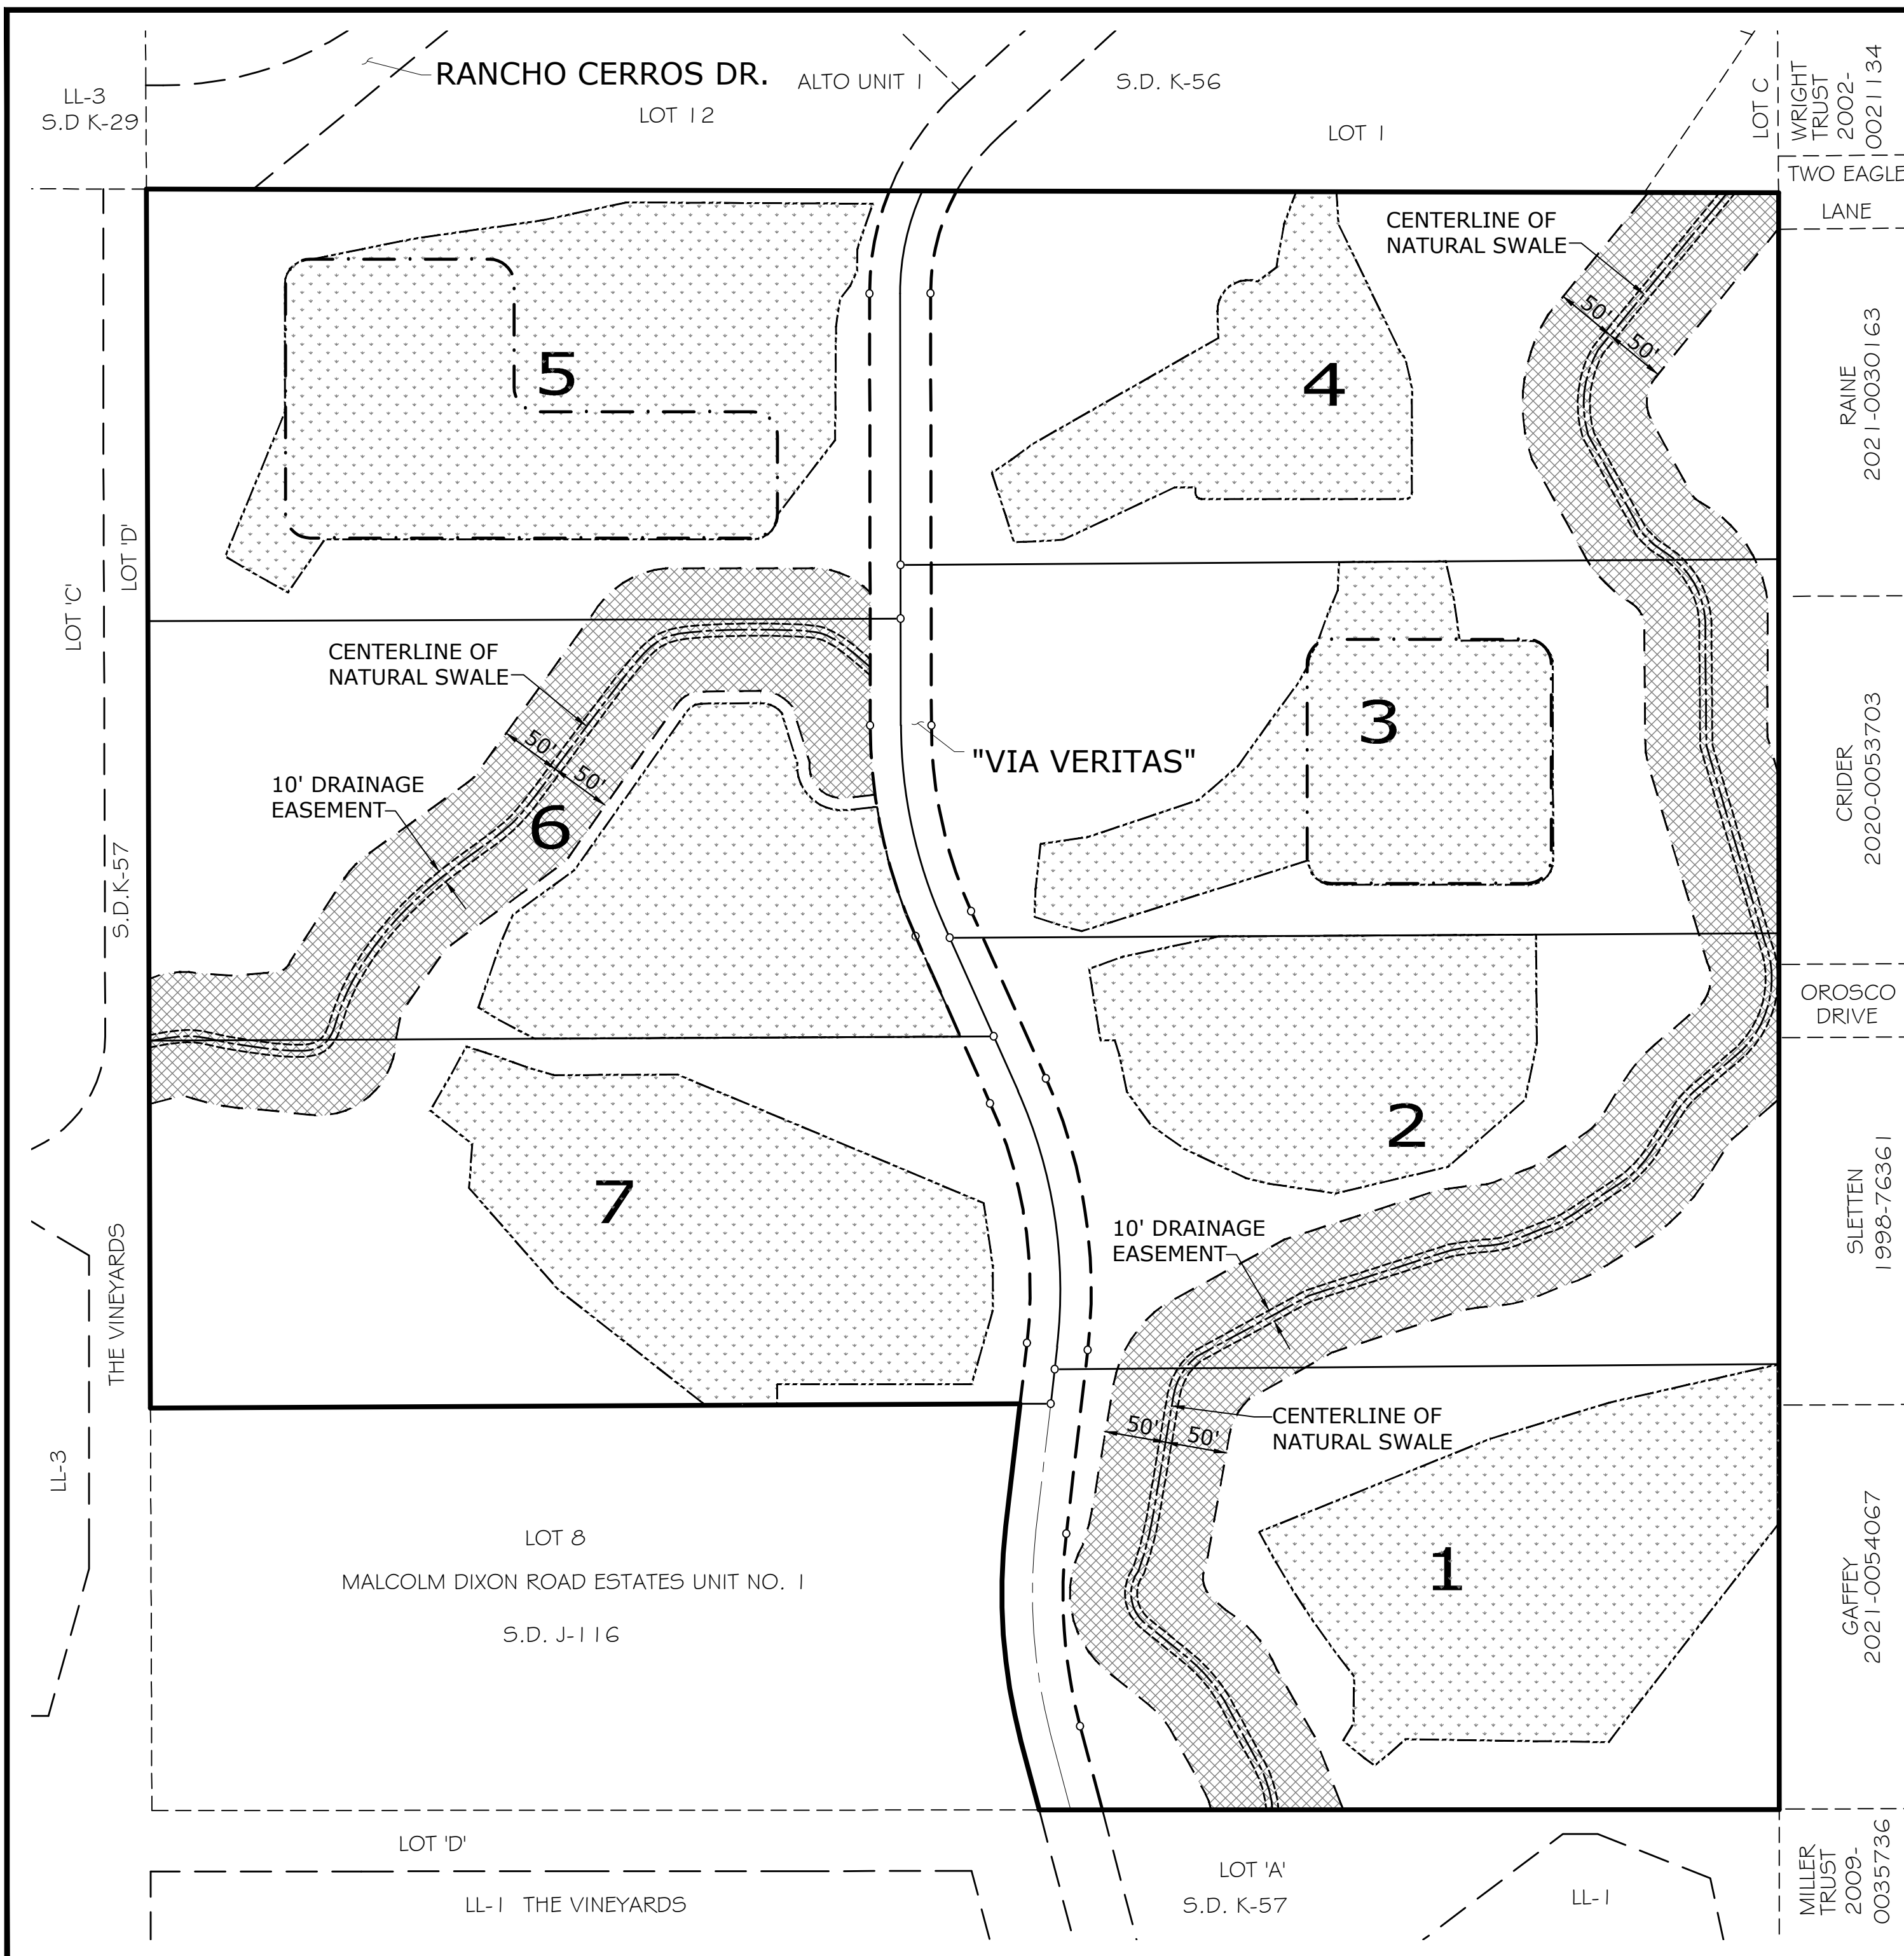 RANCHO CERROS DR.
ALTO UNIT 1
S.D. K-56
LL-3
S.D K-29
LOT 12
LOT 1
LOT C
WRIGHT
TRUST
2002-
0021134
TWO EAGLE
LANE
CENTERLINE OF
NATURAL SWALE
50'
50'
5
4
RAINE
2021-0030163
LOT 'D'
LOT 'C'
CENTERLINE OF
NATURAL SWALE
50'
50'
3
"VIA VERITAS"
10' DRAINAGE
EASEMENT
6
CRIDER
2020-0053703
S.D.K-57
OROSCO
DRIVE
2
7
10' DRAINAGE
EASEMENT
SLETTEN
1998-76361
THE VINEYARDS
LL-3
CENTERLINE OF
NATURAL SWALE
50'
50'
LOT 8
MALCOLM DIXON ROAD ESTATES UNIT NO. 1
S.D. J-116
1
GAFFEY
2021-0054067
LOT 'D'
LL-1 THE VINEYARDS
LOT 'A'
S.D. K-57
LL-1
MILLER
TRUST
2009-
0035736